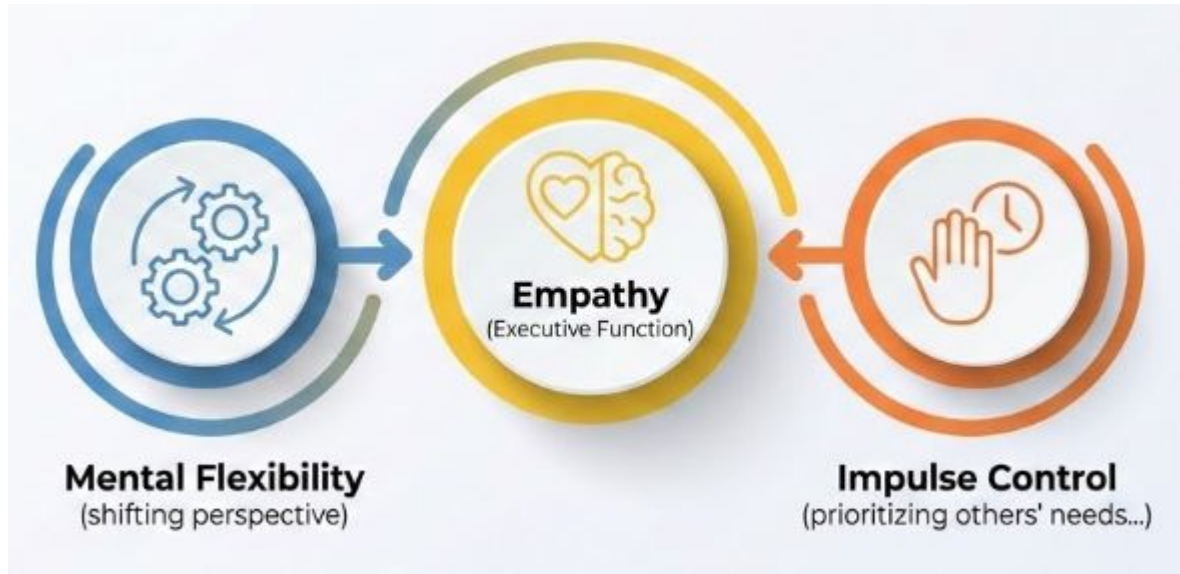 Empathy
(Executive Function)
Mental Flexibility
(shifting perspective)
Impulse Control
(prioritizing others' needs...)